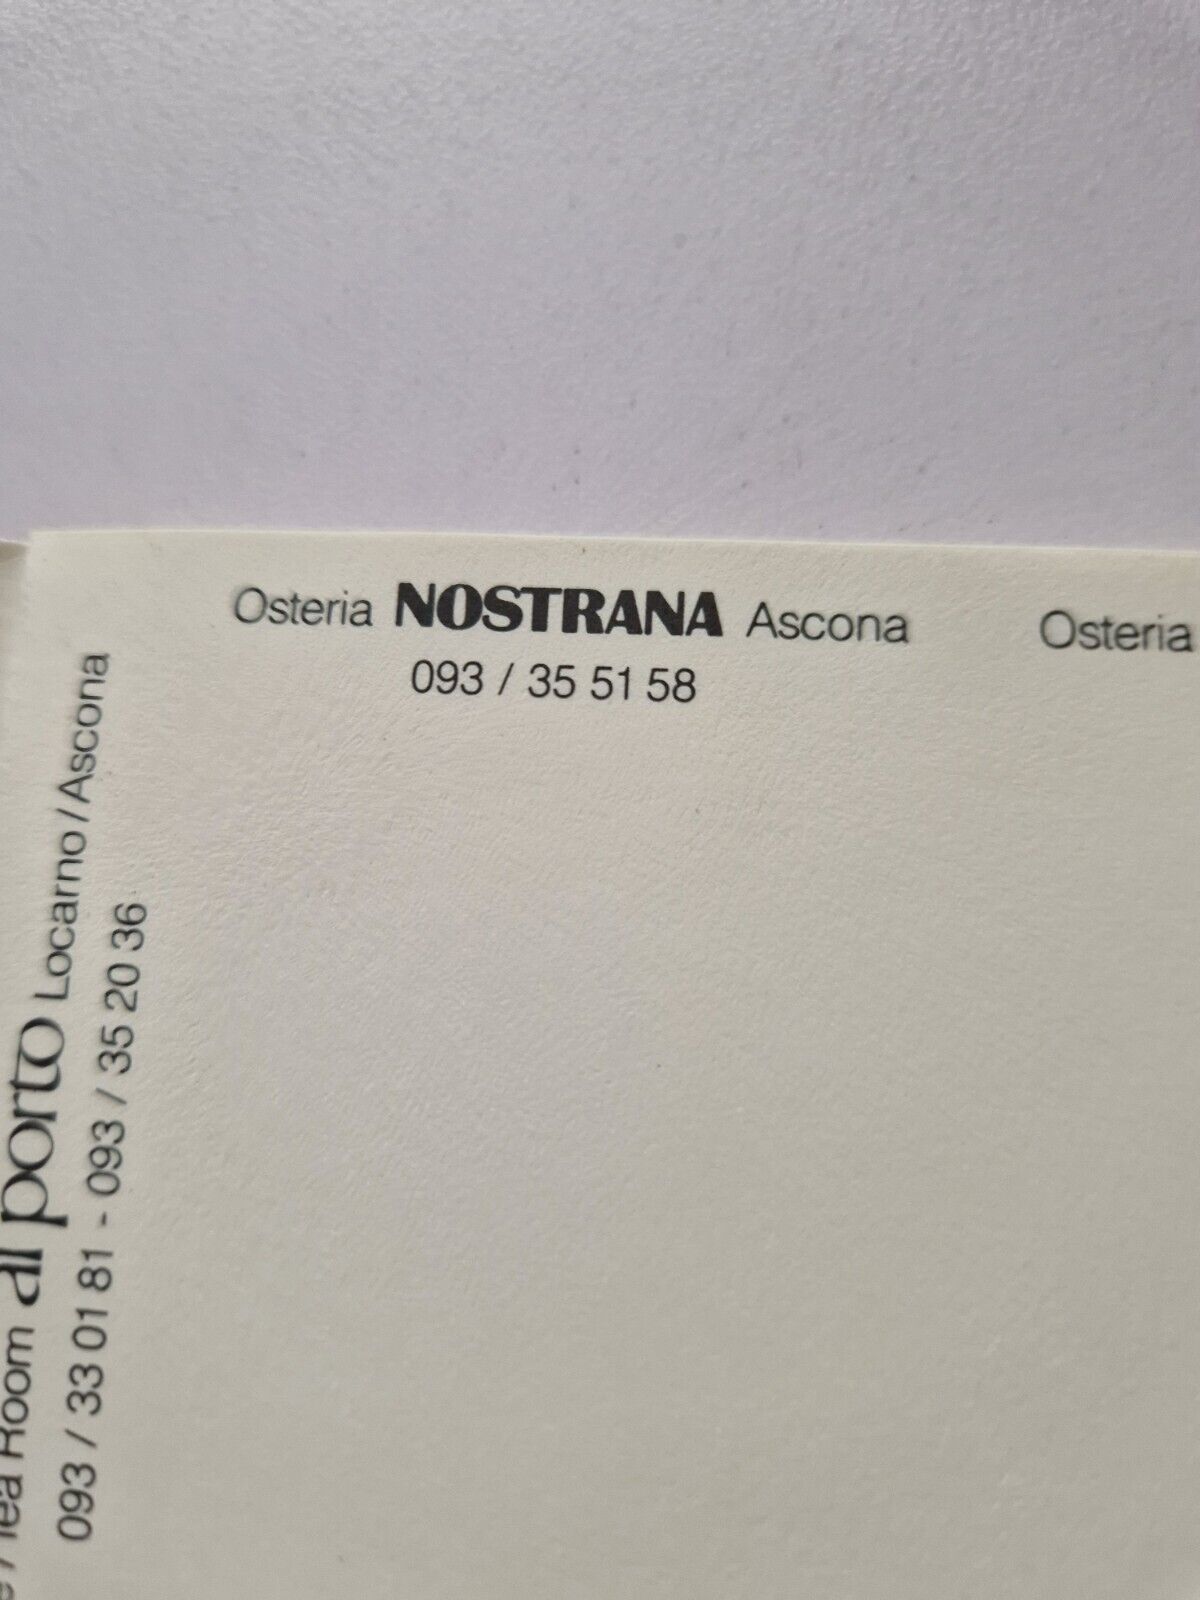 Osteria NOSTRANA Ascona
093 / 35 51 58
Osteria
/ Tea Room al porto Locarno / Ascona
093 / 33 01 81 - 093 / 35 20 36